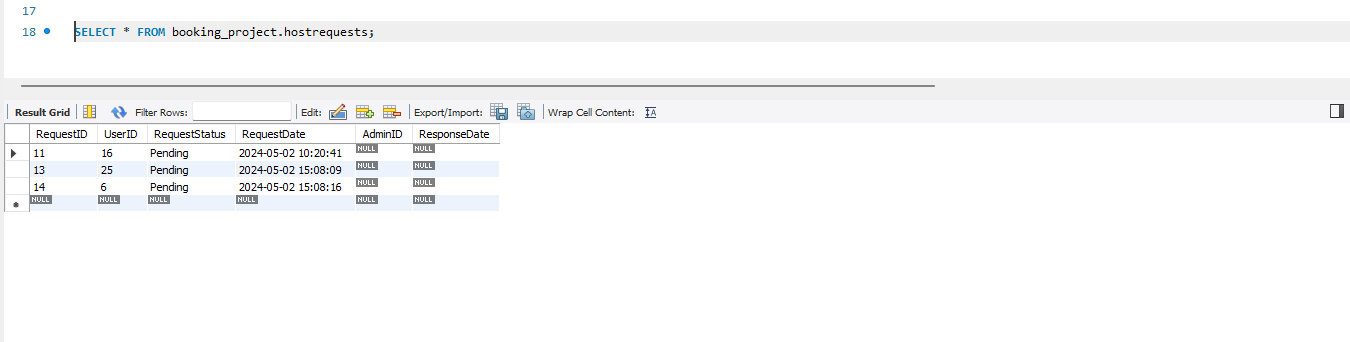 17
18 SELECT * FROM booking_project.hostrequests;
Result Grid Filter Rows: Edit: Export/Import: Wrap Cell Content:
RequestID UserID RequestStatus RequestDate AdminID ResponseDate
11 16 Pending 2024-05-02 10:20:41 NULL NULL
13 25 Pending 2024-05-02 15:08:09 NULL NULL
14 6 Pending 2024-05-02 15:08:16 NULL NULL
NULL NULL NULL NULL NULL NULL